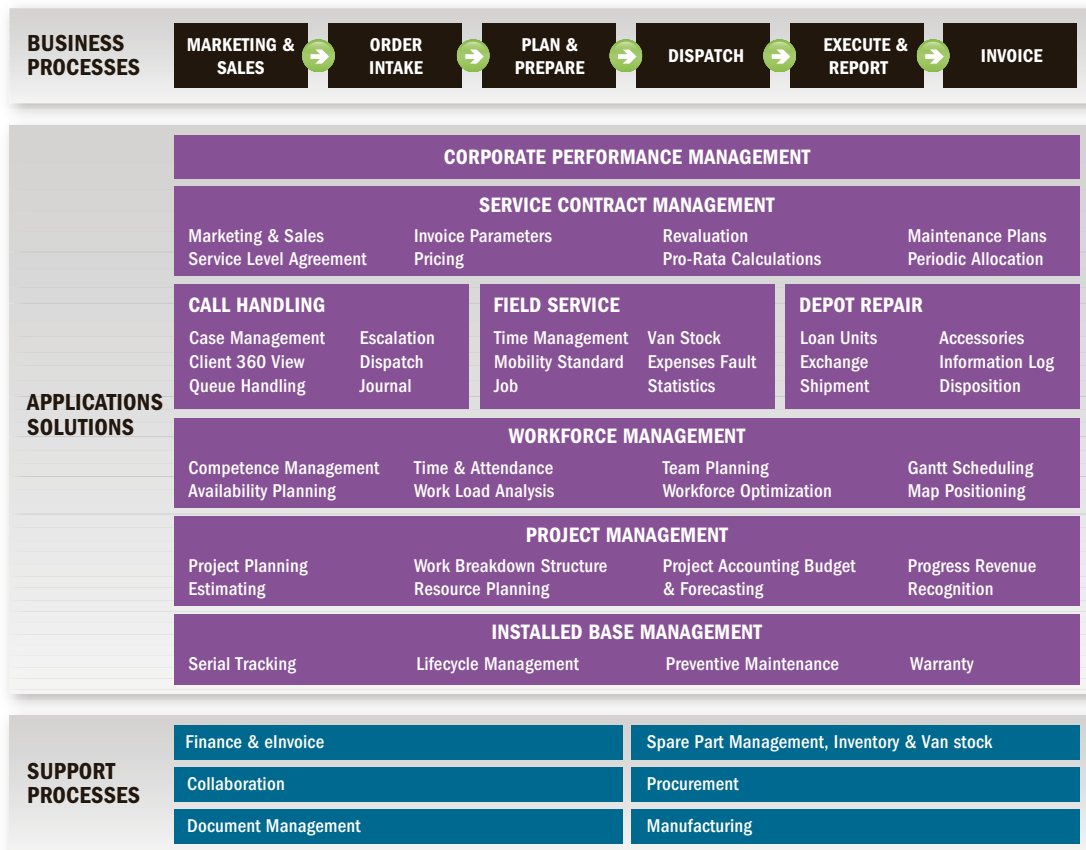 BUSINESS
PROCESSES
MARKETING &
SALES
ORDER
INTAKE
PLAN &
PREPARE
DISPATCH
EXECUTE &
REPORT
INVOICE
APPLICATIONS
SOLUTIONS
CORPORATE PERFORMANCE MANAGEMENT
SERVICE CONTRACT MANAGEMENT
Marketing & Sales
Service Level Agreement
Invoice Parameters
Pricing
Revaluation
Pro-Rata Calculations
Maintenance Plans
Periodic Allocation
CALL HANDLING
Case Management
Client 360 View
Queue Handling
Escalation
Dispatch
Journal
FIELD SERVICE
Time Management
Mobility Standard
Job
Van Stock
Expenses Fault
Statistics
DEPOT REPAIR
Loan Units
Exchange
Shipment
Accessories
Information Log
Disposition
WORKFORCE MANAGEMENT
Competence Management
Availability Planning
Time & Attendance
Work Load Analysis
Team Planning
Workforce Optimization
Gantt Scheduling
Map Positioning
PROJECT MANAGEMENT
Project Planning
Estimating
Work Breakdown Structure
Resource Planning
Project Accounting Budget
& Forecasting
Progress Revenue
Recognition
INSTALLED BASE MANAGEMENT
Serial Tracking
Lifecycle Management
Preventive Maintenance
Warranty
SUPPORT
PROCESSES
Finance & eInvoice
Collaboration
Document Management
Spare Part Management, Inventory & Van stock
Procurement
Manufacturing